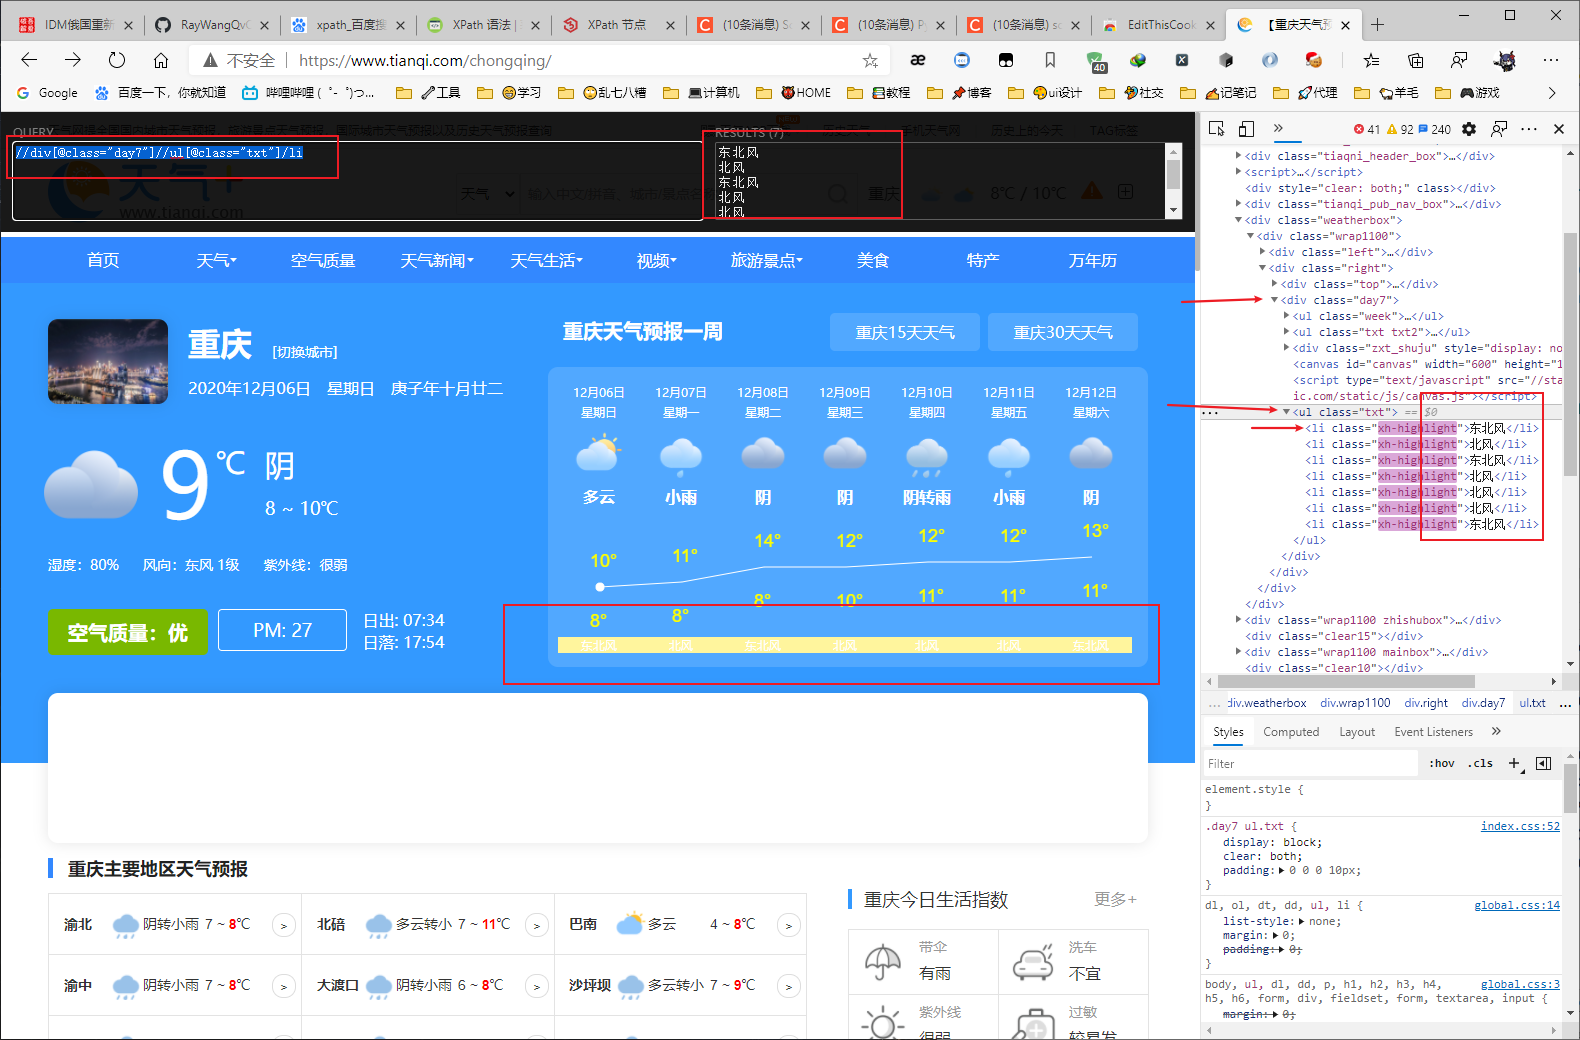 IDM俄国重新
RayWangQvQ
xpath_百度搜
XPath 语法 |
XPath 节点
(10条消息) S
(10条消息) Py
(10条消息) sc
EditThisCook
【重庆天气预
不安全 https://www.tianqi.com/chongqing/
40
Google
百度一下，你就知道
哔哩哔哩 ( ゜- ゜)つ...
工具
学习
乱七八糟
计算机
HOME
教程
博客
ui设计
社交
记笔记
代理
羊毛
游戏
QUERY
//div[@class="day7"]//ul[@class="txt"]/li
RESULTS (7)
东北风
北风
东北风
北风
北风
历史上的今天 TAG标签
天气
www.tianqi.com
重庆
8℃ / 10℃
首页 天气 空气质量 天气新闻 天气生活 视频 旅游景点 美食 特产 万年历
重庆 [切换城市]
2020年12月06日 星期日 庚子年十月廿二
9℃ 阴
8 ~ 10℃
湿度：80% 风向：东风 1级 紫外线：很弱
空气质量：优
PM: 27
日出: 07:34
日落: 17:54
重庆天气预报一周
重庆15天天气
重庆30天天气
12月06日 12月07日 12月08日 12月09日 12月10日 12月11日 12月12日
星期日 星期一 星期二 星期三 星期四 星期五 星期六
多云 小雨 阴 阴 阴转雨 小雨 阴
10° 11° 14° 12° 12° 12° 13°
8° 8° 8° 10° 11° 11° 11°
东北风 北风 东北风 北风 北风 北风 东北风
重庆主要地区天气预报
渝北 阴转小雨 7 ~ 8℃ >
北碚 多云转小 7 ~ 11℃ >
巴南 多云 4 ~ 8℃ >
渝中 阴转小雨 7 ~ 8℃ >
大渡口 阴转小雨 6 ~ 8℃ >
沙坪坝 多云转小 7 ~ 9℃ >
重庆今日生活指数 更多+
带伞
有雨
洗车
不宜
紫外线
很弱
过敏
较易发
41 92 240
<div class="tiaqni_header_box">…</div>
<script>…</script>
<div style="clear: both;" class></div>
<div class="tianqi_pub_nav_box">…</div>
<div class="weatherbox">
<div class="wrap1100">
<div class="left">…</div>
<div class="right">
<div class="top">…</div>
<div class="day7">
<ul class="week">…</ul>
<ul class="txt txt2">…</ul>
<div class="zxt_shuju" style="display: no
<canvas id="canvas" width="600" height="1
<script type="text/javascript" src="//sta
ic.com/static/js/canvas.js"></script>
<ul class="txt"> == $0
<li class="xh-highlight">东北风</li>
<li class="xh-highlight">北风</li>
<li class="xh-highlight">东北风</li>
<li class="xh-highlight">北风</li>
<li class="xh-highlight">北风</li>
<li class="xh-highlight">北风</li>
<li class="xh-highlight">东北风</li>
</ul>
</div>
</div>
</div>
</div>
<div class="wrap1100 zhishubox">…</div>
<div class="clear15"></div>
<div class="wrap1100 mainbox">…</div>
<div class="clear10"></div>
... div.weatherbox div.wrap1100 div.right div.day7 ul.txt ...
Styles Computed Layout Event Listeners
Filter :hov .cls +
element.style {
}
.day7 ul.txt { index.css:52
display: block;
clear: both;
padding: 0 0 0 10px;
}
dl, ol, dt, dd, ul, li { global.css:14
list-style: none;
margin: 0;
padding: 0;
}
body, ul, dl, dd, p, h1, h2, h3, h4, global.css:3
h5, h6, form, div, fieldset, form, textarea, input {
margin: 0;